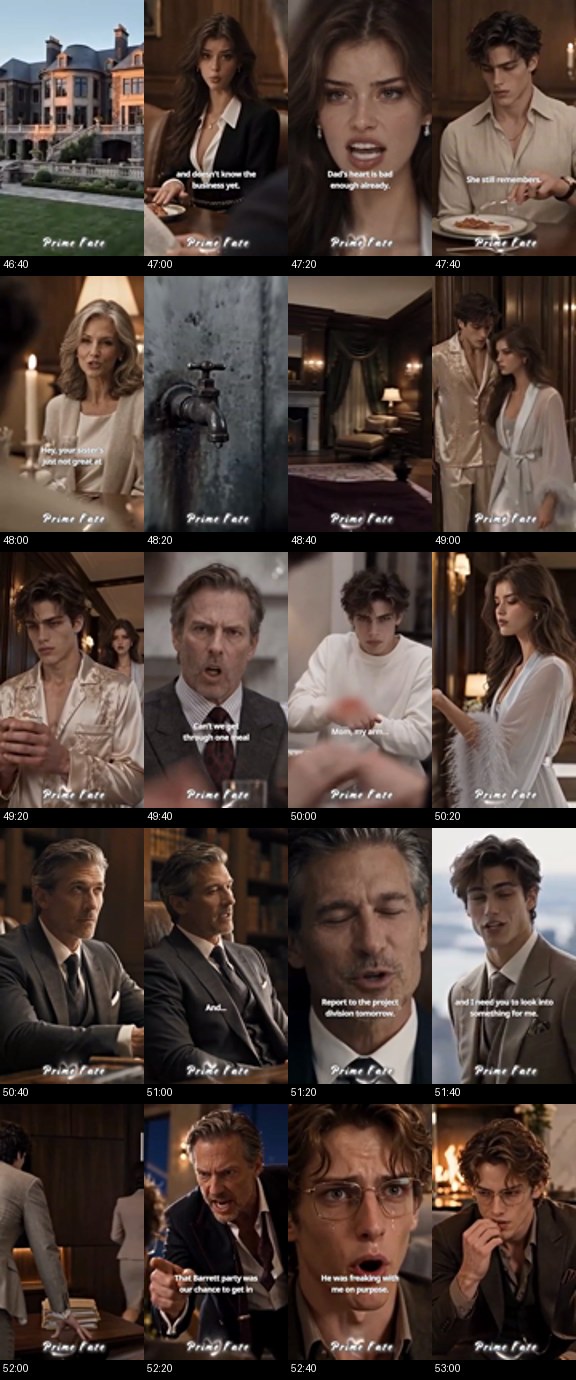 Prime Fate
46:40
and doesn't know the
business yet.
Prime Fate
47:00
Dad's heart is bad
enough already.
Prime Fate
47:20
She still remembers.
Prime Fate
47:40
Hey, your sister's
just not great at
Prime Fate
48:00
Prime Fate
48:20
Prime Fate
48:40
Prime Fate
49:00
Prime Fate
49:20
Can't we get
through one meal
Prime Fate
49:40
Mom, my arm...
Prime Fate
50:00
Prime Fate
50:20
Prime Fate
50:40
And...
Prime Fate
51:00
Report to the project
division tomorrow.
Prime Fate
51:20
and I need you to look into
something for me.
Prime Fate
51:40
Prime Fate
52:00
That Barrett party was
our chance to get in
Prime Fate
52:20
He was freaking with
me on purpose.
Prime Fate
52:40
Prime Fate
53:00